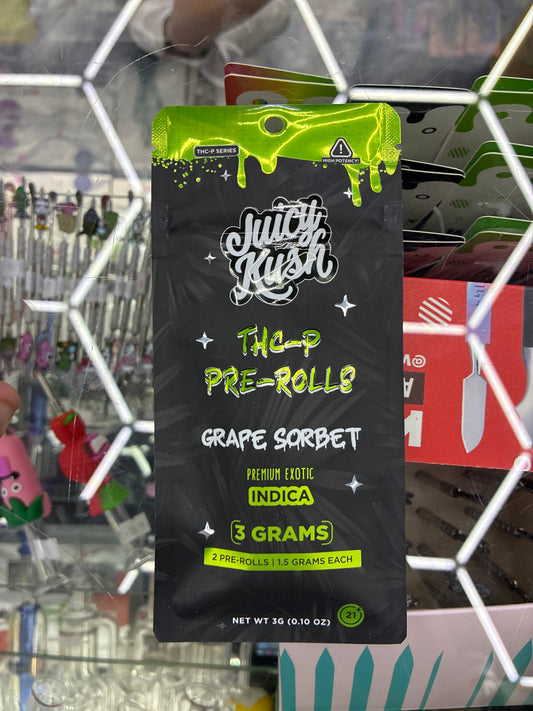 THC-P SERIES
HIGH POTENCY!
Juicy
Kush
THC-P
PRE-ROLLS
GRAPE SORBET
PREMIUM EXOTIC
INDICA
3 GRAMS
2 PRE-ROLLS | 1.5 GRAMS EACH
NET WT 3G (0.10 OZ)
21+